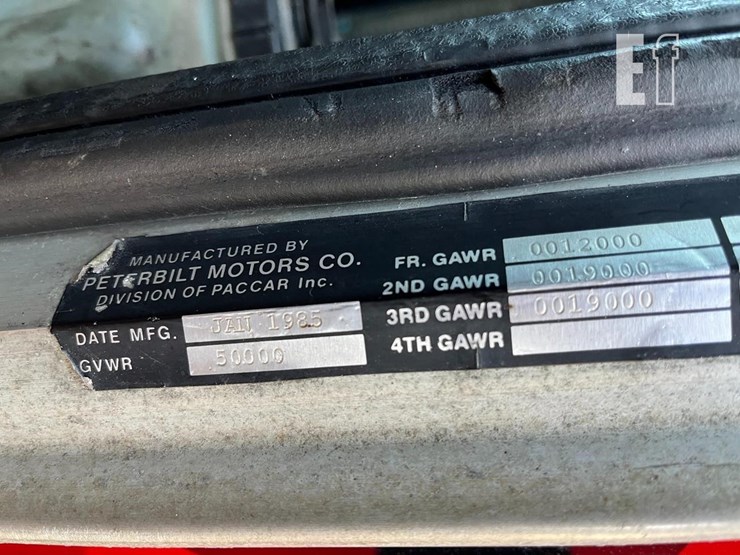 Ef
MANUFACTURED BY
PETERBILT MOTORS CO.
DIVISION OF PACCAR Inc.
DATE MFG. JAN 1985
GVWR 50000
FR. GAWR 0012000
2ND GAWR 0019000
3RD GAWR 0019000
4TH GAWR